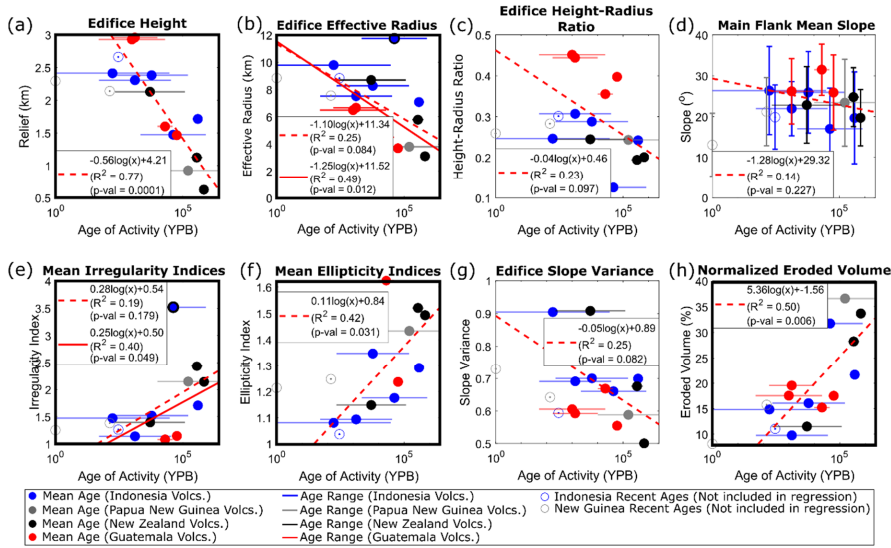 (a)
Edifice Height
3
2.5
2
1.5
1
0.5
Relief (km)
-0.56log(x)+4.21
(R² = 0.77)
(p-val = 0.0001)
10⁰
10⁵
Age of Activity (YPB)
(b)
Edifice Effective Radius
12
10
8
6
4
2
0
Effective Radius (km)
-1.10log(x)+11.34
(R² = 0.25)
(p-val = 0.084)
-1.25log(x)+11.52
(R² = 0.49)
(p-val = 0.012)
10⁰
10⁵
Age of Activity (YPB)
(c)
Edifice Height-Radius
Ratio
0.5
0.4
0.3
0.2
0.1
Height-Radius Ratio
-0.04log(x)+0.46
(R² = 0.23)
(p-val = 0.097)
10⁰
10⁵
Age of Activity (YPB)
(d)
Main Flank Mean Slope
40
30
20
10
0
Slope (⁰)
-1.28log(x)+29.32
(R² = 0.14)
(p-val = 0.227)
10⁰
10⁵
Age of Activity (YPB)
(e)
Mean Irregularity Indices
4
3.5
3
2.5
2
1.5
1
Irregularity Index
0.28log(x)+0.54
(R² = 0.19)
(p-val = 0.179)
0.25log(x)+0.50
(R² = 0.40)
(p-val = 0.049)
10⁰
10⁵
Age of Activity (YPB)
(f)
Mean Ellipticity Indices
1.6
1.5
1.4
1.3
1.2
1.1
1
Ellipticity Index
0.11log(x)+0.84
(R² = 0.42)
(p-val = 0.031)
10⁰
10⁵
Age of Activity (YPB)
(g)
Edifice Slope Variance
1
0.9
0.8
0.7
0.6
0.5
Slope Variance
-0.05log(x)+0.89
(R² = 0.25)
(p-val = 0.082)
10⁰
10⁵
Age of Activity (YPB)
(h)
Normalized Eroded Volume
40
35
30
25
20
15
10
Eroded Volume (%)
5.36log(x)+-1.56
(R² = 0.50)
(p-val = 0.006)
10⁰
10⁵
Age of Activity (YPB)
Mean Age (Indonesia Volcs.)
Mean Age (Papua New Guinea Volcs.)
Mean Age (New Zealand Volcs.)
Mean Age (Guatemala Volcs.)
Age Range (Indonesia Volcs.)
Age Range (Papua New Guinea Volcs.)
Age Range (New Zealand Volcs.)
Age Range (Guatemala Volcs.)
Indonesia Recent Ages (Not included in regression)
New Guinea Recent Ages (Not included in regression)